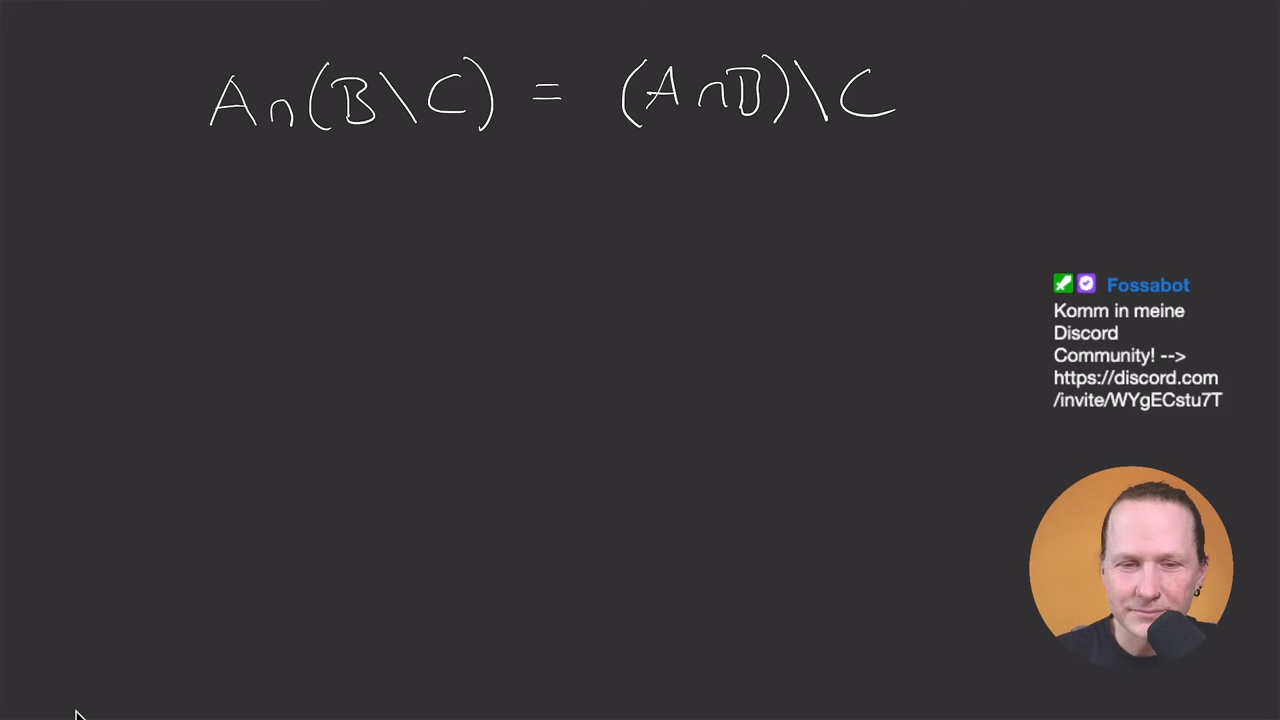 A∩(B\C) = (A∩B)\C
Fossabot
Komm in meine
Discord
Community! -->
https://discord.com
/invite/WYgECstu7T